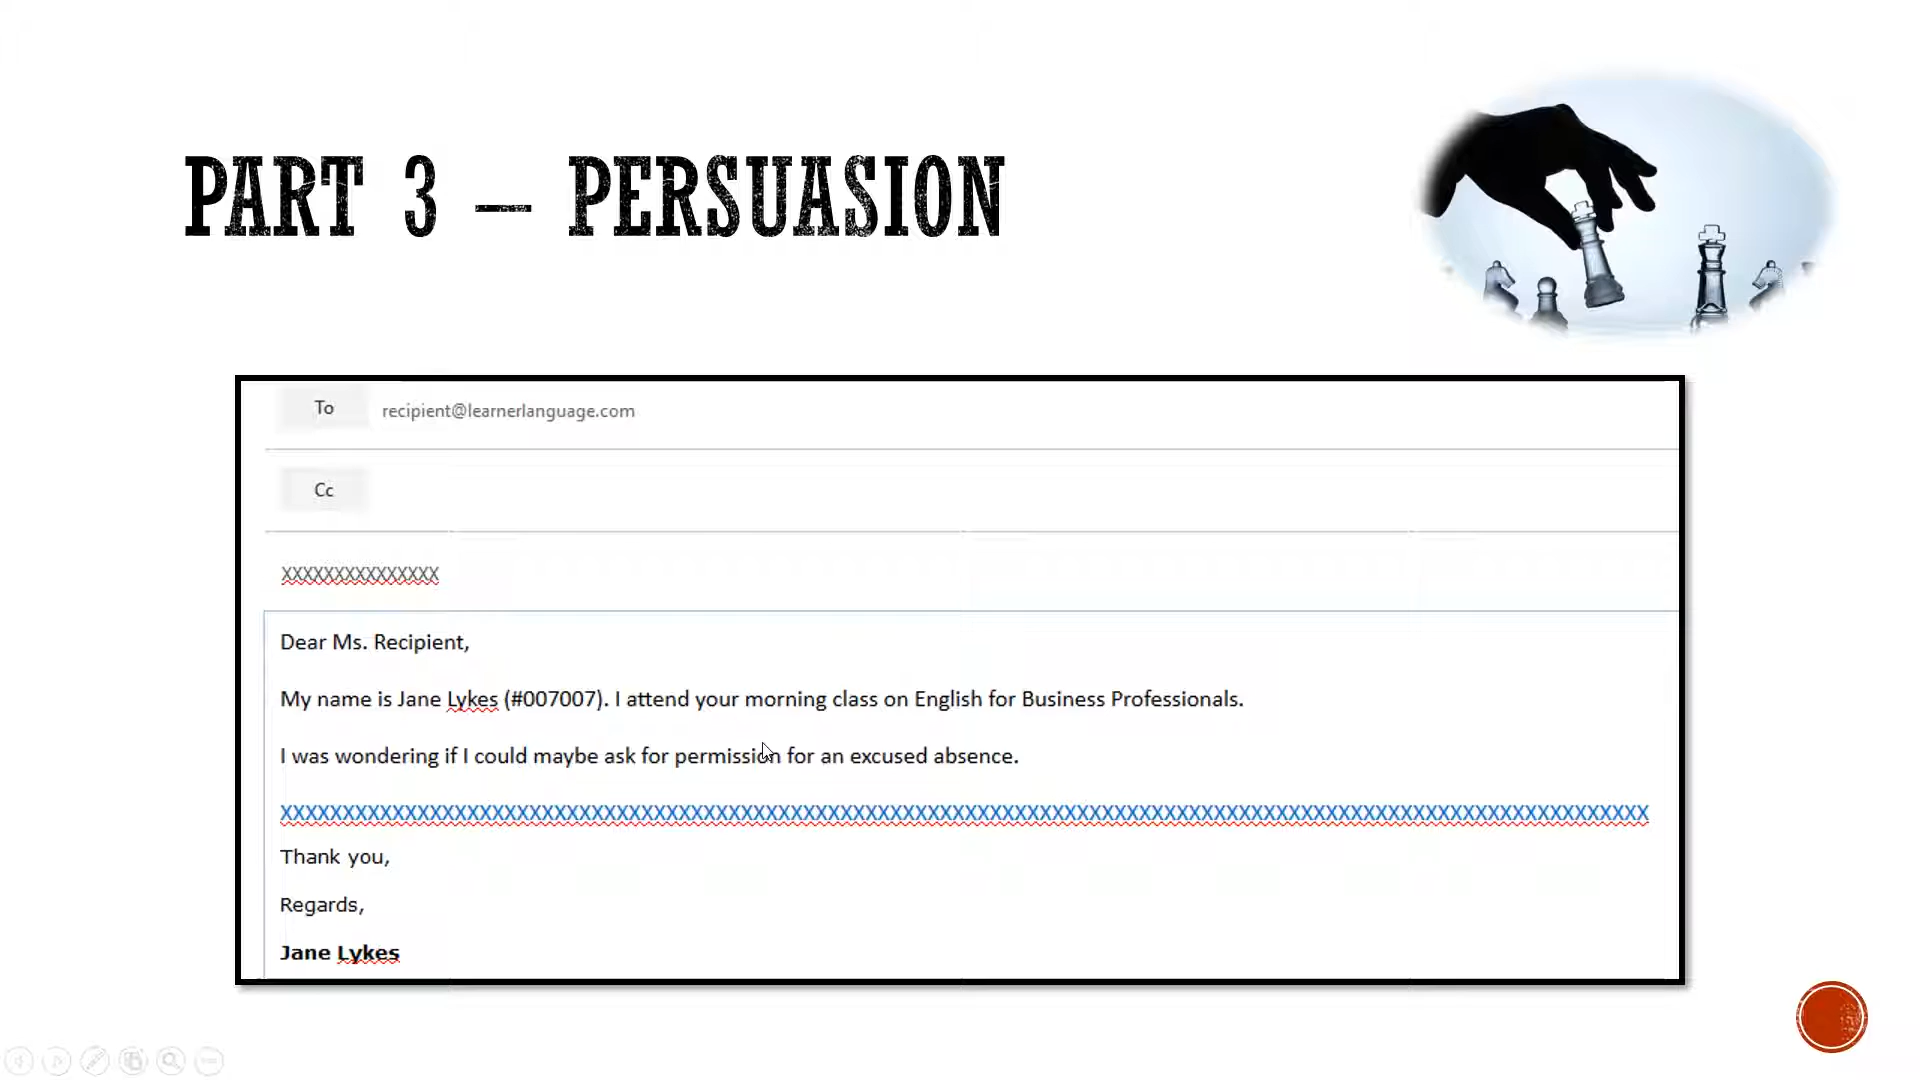 PART 3 – PERSUASION
To recipient@learnerlanguage.com
Cc
XXXXXXXXXXXXXXX
Dear Ms. Recipient,
My name is Jane Lykes (#007007). I attend your morning class on English for Business Professionals.
I was wondering if I could maybe ask for permission for an excused absence.
XXXXXXXXXXXXXXXXXXXXXXXXXXXXXXXXXXXXXXXXXXXXXXXXXXXXXXXXXXXXXXXXXXXXXXXXXXXXXXXXXXXXXXXXXXXXXXXXXXXXXXXXXXXXXX
Thank you,
Regards,
Jane Lykes